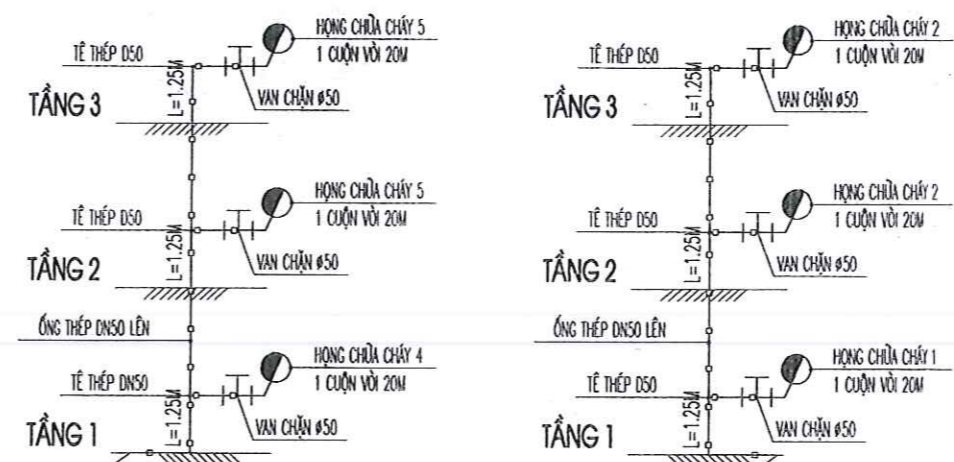 HỌNG CHỮA CHÁY 5
TÊ THÉP D50
1 CUỘN VÒI 20M
L=1.25M
VAN CHẶN Ø50
TẦNG 3
HỌNG CHỮA CHÁY 5
TÊ THÉP D50
1 CUỘN VÒI 20M
L=1.25M
VAN CHẶN Ø50
TẦNG 2
ỐNG THÉP DN50 LÊN
HỌNG CHỮA CHÁY 4
TÊ THÉP DN50
1 CUỘN VÒI 20M
L=1.25M
VAN CHẶN Ø50
TẦNG 1
HỌNG CHỮA CHÁY 2
TÊ THÉP D50
1 CUỘN VÒI 20M
L=1.25M
VAN CHẶN Ø50
TẦNG 3
HỌNG CHỮA CHÁY 2
TÊ THÉP D50
1 CUỘN VÒI 20M
L=1.25M
VAN CHẶN Ø50
TẦNG 2
ỐNG THÉP DN50 LÊN
HỌNG CHỮA CHÁY 1
TÊ THÉP D50
1 CUỘN VÒI 20M
L=1.25M
VAN CHẶN Ø50
TẦNG 1